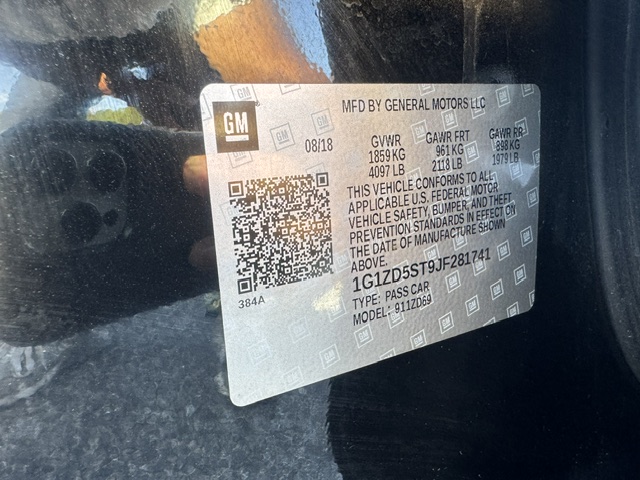 GM
MFD BY GENERAL MOTORS LLC
08/18
GVWR GAWR FRT GAWR RR
1859 KG 961 KG 898 KG
4097 LB 2118 LB 1979 LB
THIS VEHICLE CONFORMS TO ALL
APPLICABLE U.S. FEDERAL MOTOR
VEHICLE SAFETY, BUMPER, AND THEFT
PREVENTION STANDARDS IN EFFECT ON
THE DATE OF MANUFACTURE SHOWN
ABOVE.
1G1ZD5ST9JF281741
TYPE: PASS CAR
MODEL: 911ZD69
384A